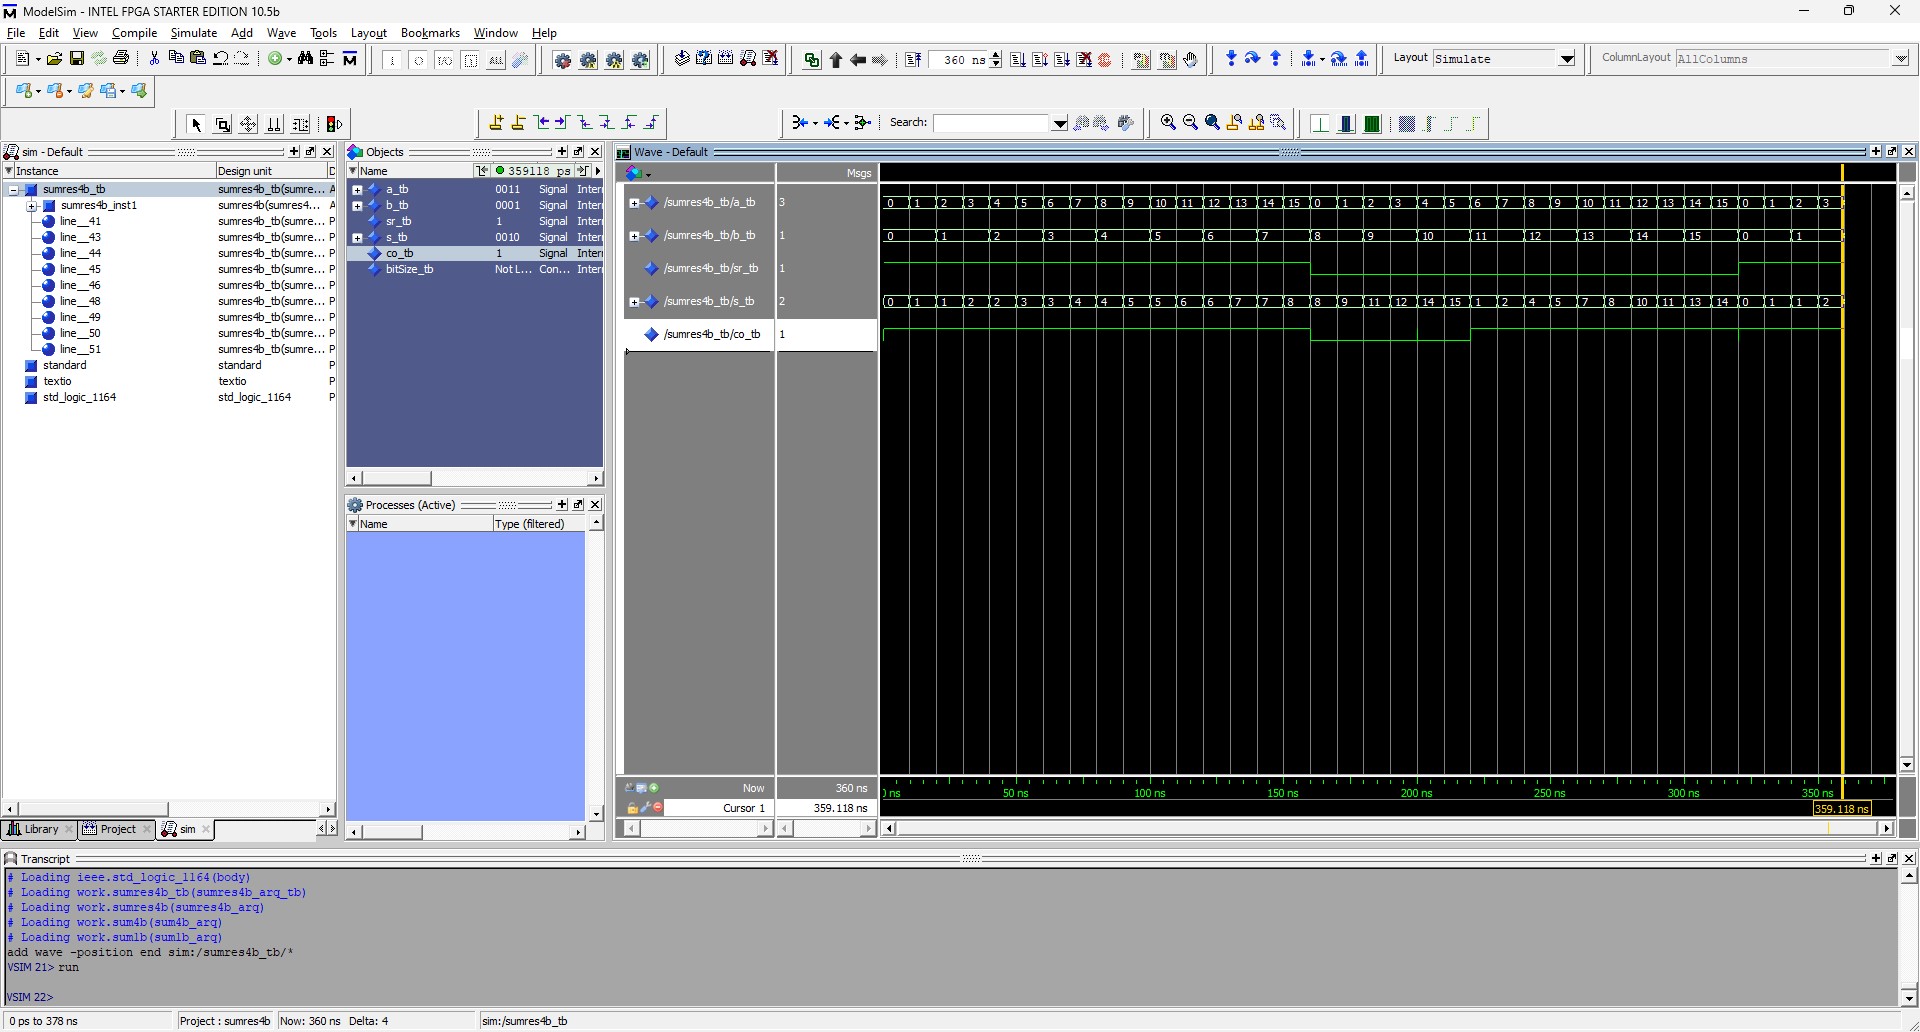 ModelSim - INTEL FPGA STARTER EDITION 10.5b
File Edit View Compile Simulate Add Wave Tools Layout Bookmarks Window Help
360 ns
Layout Simulate
ColumnLayout AllColumns
Search:
sim - Default
Instance Design unit D
sumres4b_tb sumres4b_tb(sumre... A
sumres4b_inst1 sumres4b(sumres4... A
line__41 sumres4b_tb(sumre... P
line__43 sumres4b_tb(sumre... P
line__44 sumres4b_tb(sumre... P
line__45 sumres4b_tb(sumre... P
line__46 sumres4b_tb(sumre... P
line__48 sumres4b_tb(sumre... P
line__49 sumres4b_tb(sumre... P
line__50 sumres4b_tb(sumre... P
line__51 sumres4b_tb(sumre... P
standard standard P
textio textio P
std_logic_1164 std_logic_1164 P
Library Project sim
Objects
Name 359118 ps
a_tb 0011 Signal Inter
b_tb 0001 Signal Inter
sr_tb 1 Signal Inter
s_tb 0010 Signal Inter
co_tb 1 Signal Inter
bitSize_tb Not L... Con... Inter
Processes (Active)
Name Type (filtered)
Wave - Default
Msgs
/sumres4b_tb/a_tb 3 0 1 2 3 4 5 6 7 8 9 10 11 12 13 14 15 0 1 2 3 4 5 6 7 8 9 10 11 12 13 14 15 0 1 2 3
/sumres4b_tb/b_tb 1 0 1 2 3 4 5 6 7 8 9 10 11 12 13 14 15 0 1
/sumres4b_tb/sr_tb 1
/sumres4b_tb/s_tb 2 0 1 1 2 2 3 3 4 4 5 5 6 6 7 7 8 8 9 11 12 14 15 1 2 4 5 7 8 10 11 13 14 0 1 1 2
/sumres4b_tb/co_tb 1
Now 360 ns
ns 50 ns 100 ns 150 ns 200 ns 250 ns 300 ns 350 ns
Cursor 1 359.118 ns 359.118 ns
Transcript
# Loading ieee.std_logic_1164(body)
# Loading work.sumres4b_tb(sumres4b_arq_tb)
# Loading work.sumres4b(sumres4b_arq)
# Loading work.sum4b(sum4b_arq)
# Loading work.sum1b(sum1b_arq)
add wave -position end sim:/sumres4b_tb/*
VSIM 21> run
VSIM 22>
0 ps to 378 ns Project : sumres4b Now: 360 ns Delta: 4 sim:/sumres4b_tb